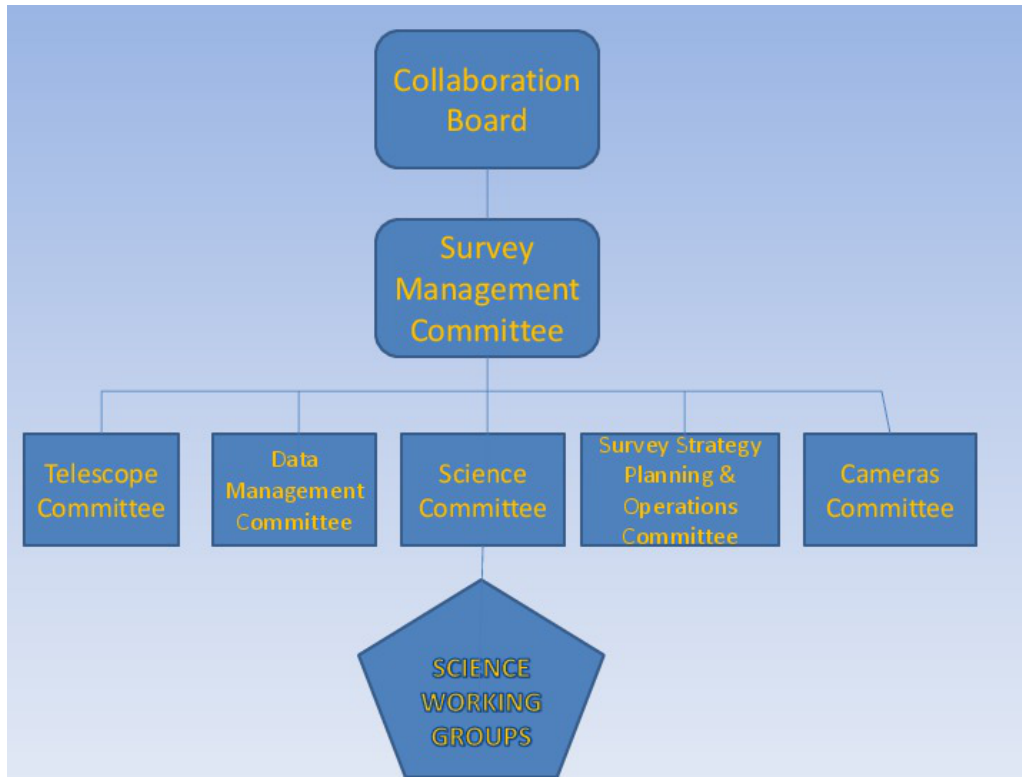 Collaboration
Board
Survey
Management
Committee
Telescope
Committee
Data
Management
Committee
Science
Committee
Survey Strategy
Planning &
Operations
Committee
Cameras
Committee
SCIENCE
WORKING
GROUPS